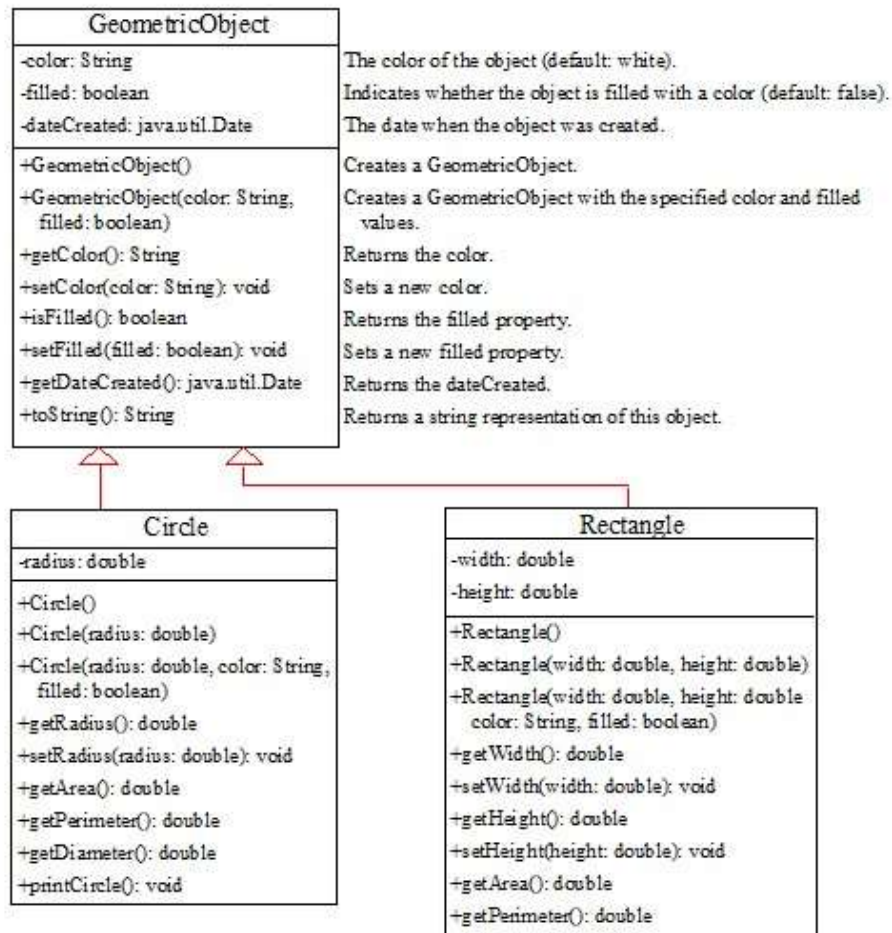 GeometricObject
-color: String
The color of the object (default: white).
-filled: boolean
Indicates whether the object is filled with a color (default: false).
-dateCreated: java.util.Date
The date when the object was created.
+GeometricObject()
Creates a GeometricObject.
+GeometricObject(color: String,
filled: boolean)
Creates a GeometricObject with the specified color and filled
values.
+getColor(): String
Returns the color.
+setColor(color: String): void
Sets a new color.
+isFilled(): boolean
Returns the filled property.
+setFilled(filled: boolean): void
Sets a new filled property.
+getDateCreated(): java.util.Date
Returns the dateCreated.
+toString(): String
Returns a string representation of this object.
Circle
-radius: double
+Circle()
+Circle(radius: double)
+Circle(radius: double, color: String,
filled: boolean)
+getRadius(): double
+setRadius(radius: double): void
+getArea(): double
+getPerimeter(): double
+getDiameter(): double
+printCircle(): void
Rectangle
-width: double
-height: double
+Rectangle()
+Rectangle(width: double, height: double)
+Rectangle(width: double, height: double
color: String, filled: boolean)
+getWidth(): double
+setWidth(width: double): void
+getHeight(): double
+setHeight(height: double): void
+getArea(): double
+getPerimeter(): double